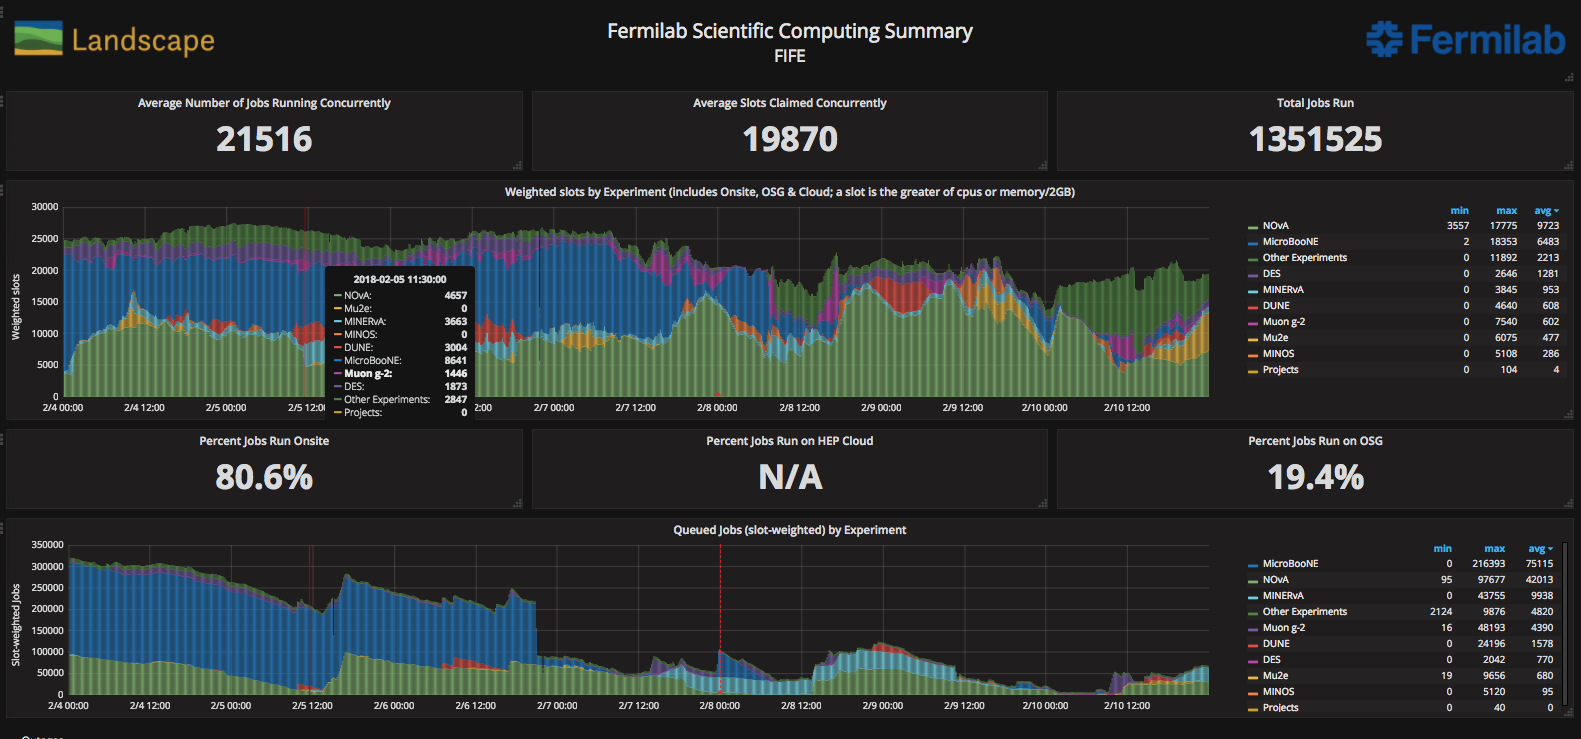 Landscape
Fermilab Scientific Computing Summary
FIFE
Fermilab
Average Number of Jobs Running Concurrently
21516
Average Slots Claimed Concurrently
19870
Total Jobs Run
1351525
Weighted slots by Experiment (includes Onsite, OSG & Cloud; a slot is the greater of cpus or memory/2GB)
Weighted slots
30000
25000
20000
15000
10000
5000
0
2/4 00:00 2/4 12:00 2/5 00:00 2/5 12:0 2:00 2/7 00:00 2/7 12:00 2/8 00:00 2/8 12:00 2/9 00:00 2/9 12:00 2/10 00:00 2/10 12:00
2018-02-05 11:30:00
NOvA: 4657
Mu2e: 0
MINERvA: 3663
MINOS: 0
DUNE: 3004
MicroBooNE: 8641
Muon g-2: 1446
DES: 1873
Other Experiments: 2847
Projects: 0
min max avg
NOvA 3557 17775 9723
MicroBooNE 2 18353 6483
Other Experiments 0 11892 2213
DES 0 2646 1281
MINERvA 0 3845 953
DUNE 0 4640 608
Muon g-2 0 7540 602
Mu2e 0 6075 477
MINOS 0 5108 286
Projects 0 104 4
Percent Jobs Run Onsite
80.6%
Percent Jobs Run on HEP Cloud
N/A
Percent Jobs Run on OSG
19.4%
Queued Jobs (slot-weighted) by Experiment
Slot-weighted Jobs
350000
300000
250000
200000
150000
100000
50000
0
2/4 00:00 2/4 12:00 2/5 00:00 2/5 12:00 2/6 00:00 2/6 12:00 2/7 00:00 2/7 12:00 2/8 00:00 2/8 12:00 2/9 00:00 2/9 12:00 2/10 00:00 2/10 12:00
min max avg
MicroBooNE 0 216393 75115
NOvA 95 97677 42013
MINERvA 0 43755 9938
Other Experiments 2124 9876 4820
Muon g-2 16 48193 4390
DUNE 0 24196 1578
DES 0 2042 770
Mu2e 19 9656 680
MINOS 0 5120 95
Projects 0 40 0